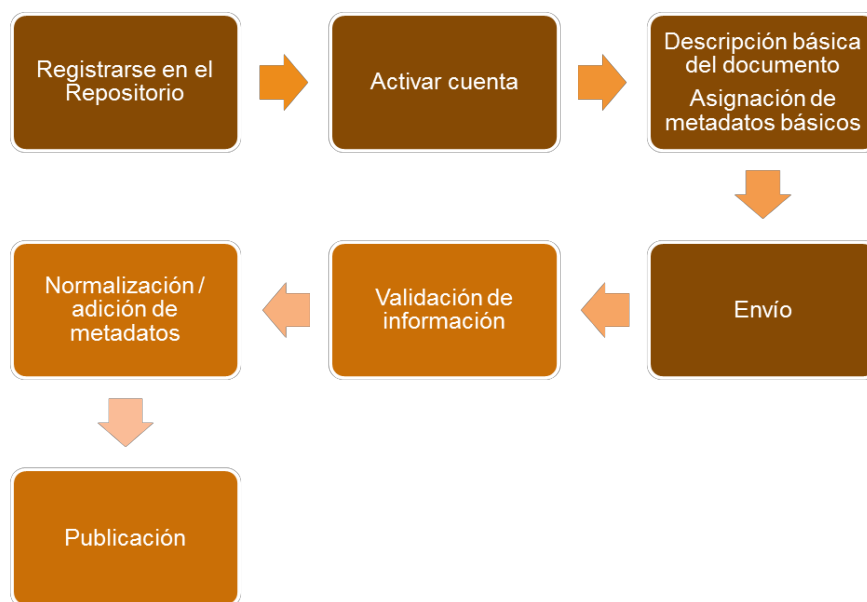 Registrarse en el
Repositorio
Activar cuenta
Descripción básica
del documento
Asignación de
metadatos básicos
Envío
Validación de
información
Normalización /
adición de
metadatos
Publicación